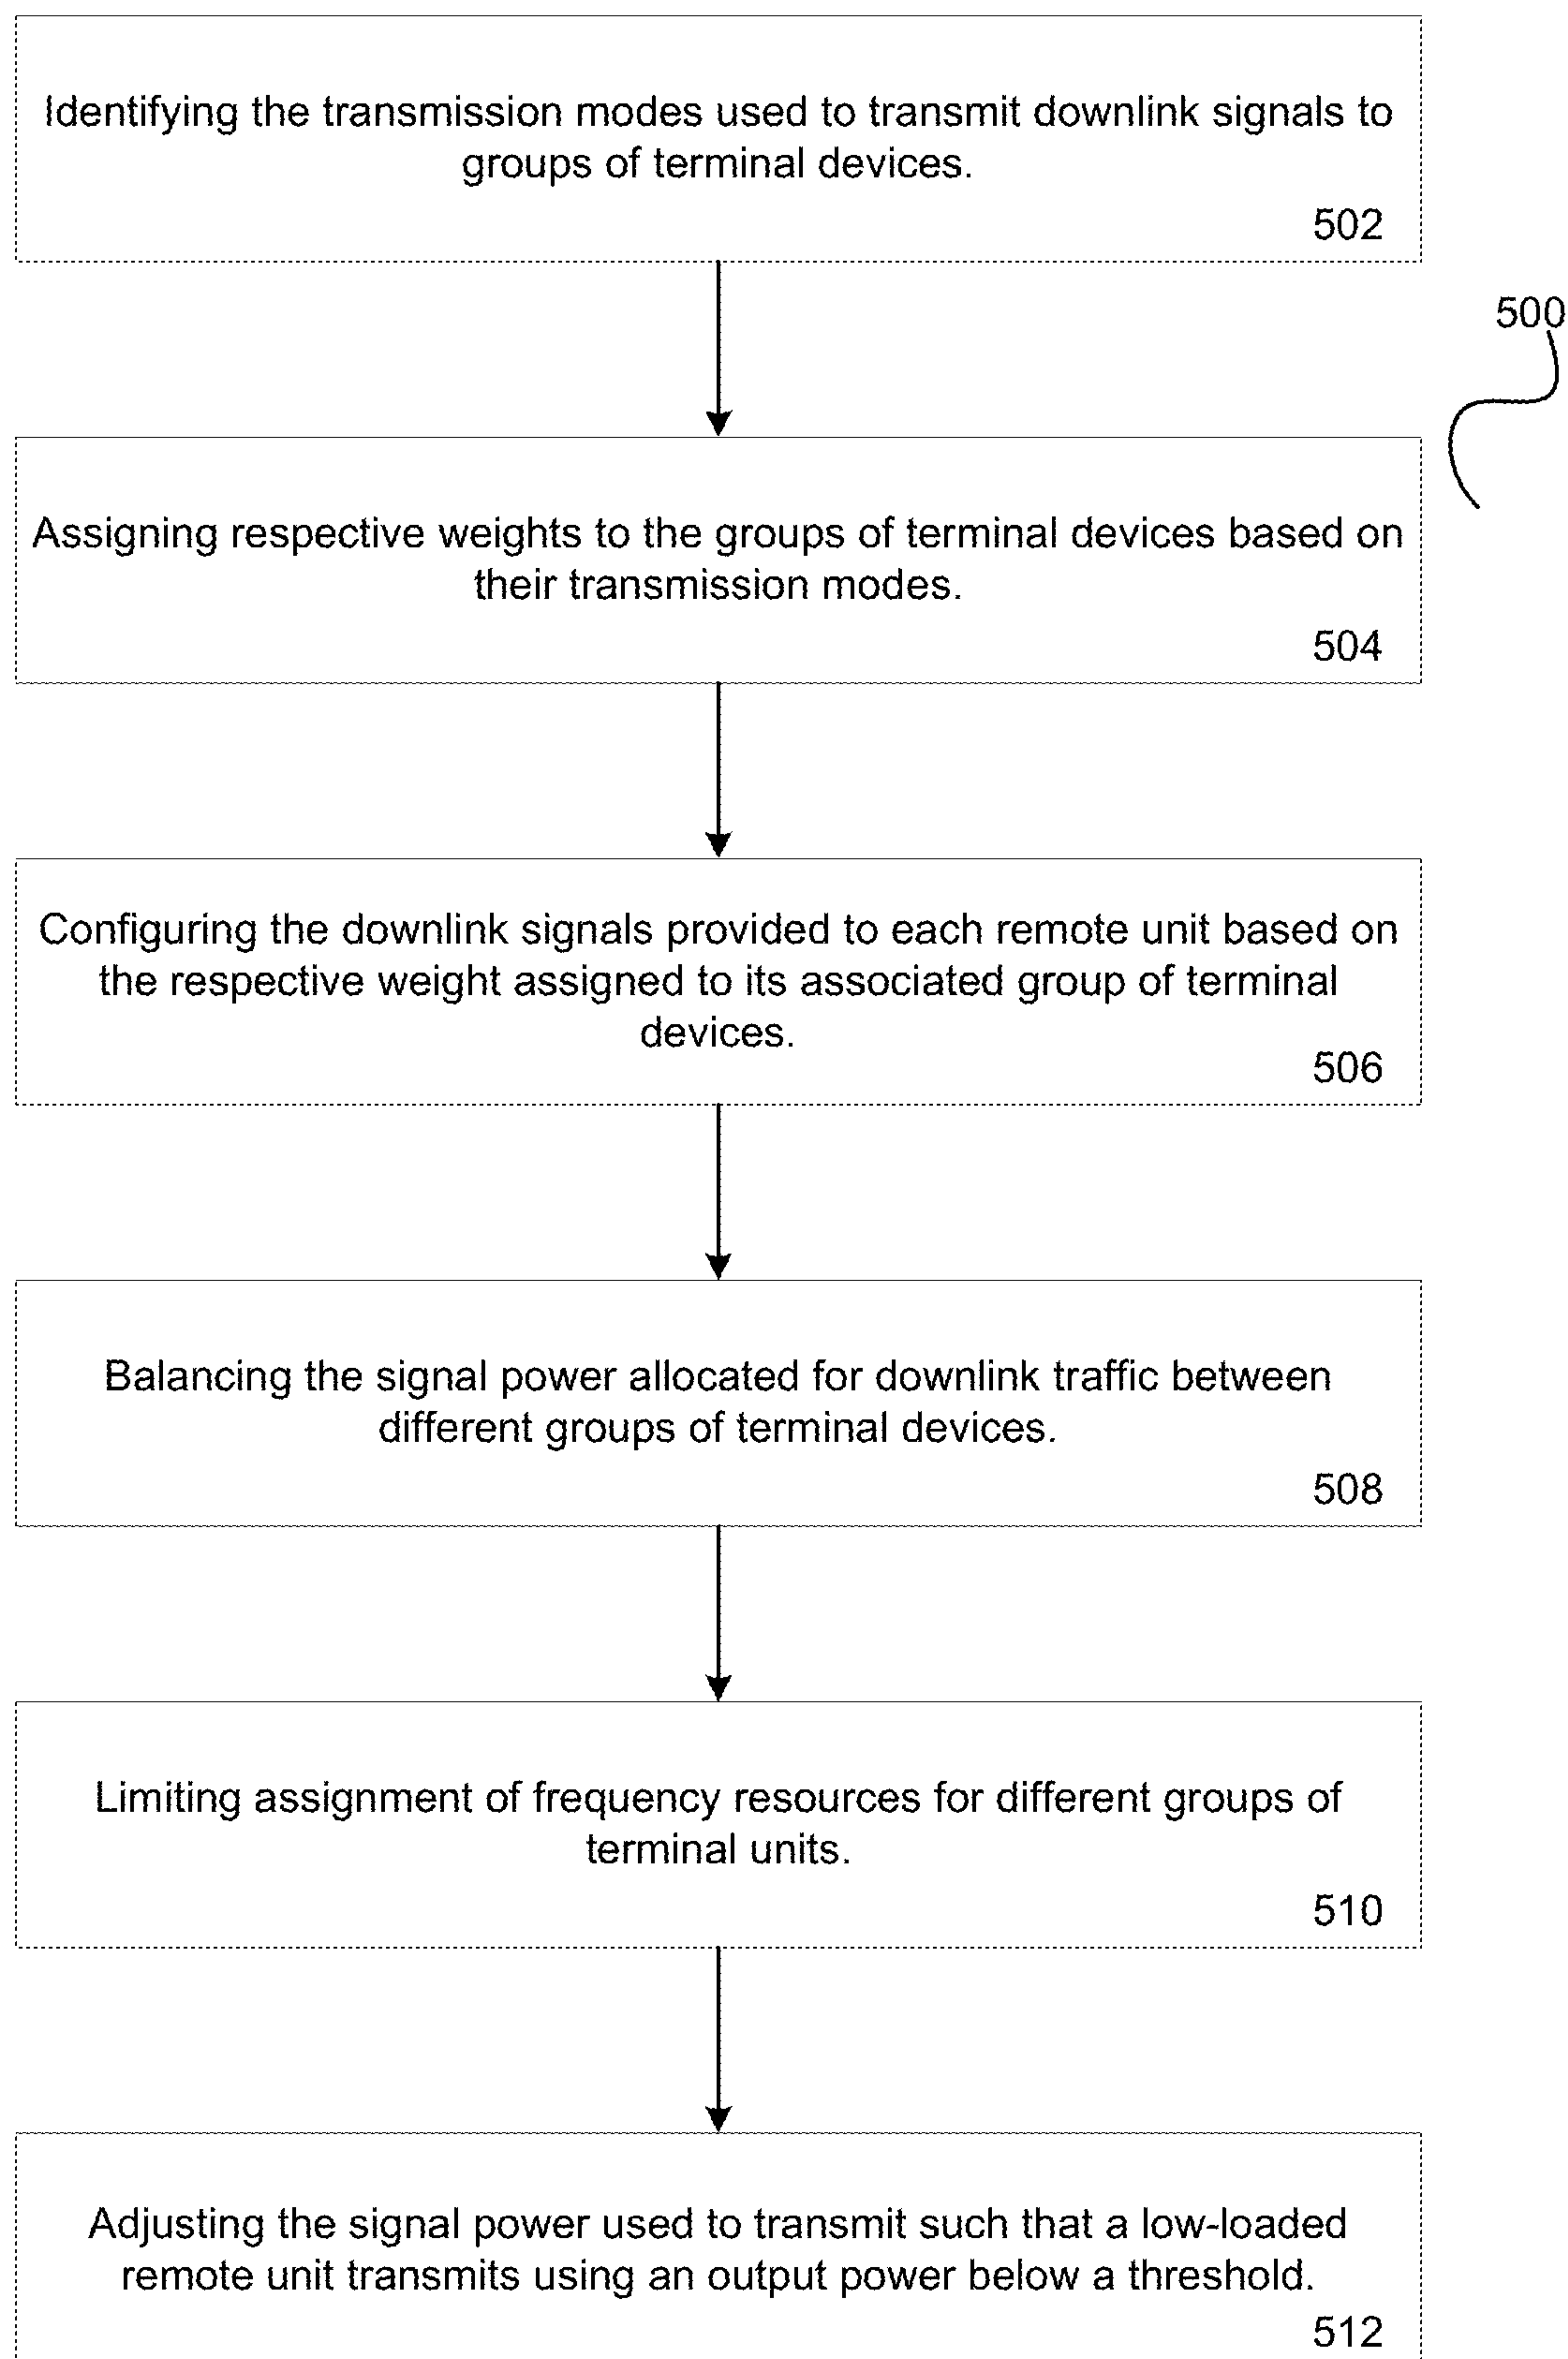 Identifying the transmission modes used to transmit downlink signals to
groups of terminal devices.
502
500
Assigning respective weights to the groups of terminal devices based on
their transmission modes.
504
Configuring the downlink signals provided to each remote unit based on
the respective weight assigned to its associated group of terminal
devices.
506
Balancing the signal power allocated for downlink traffic between
different groups of terminal devices.
508
Limiting assignment of frequency resources for different groups of
terminal units.
510
Adjusting the signal power used to transmit such that a low-loaded
remote unit transmits using an output power below a threshold.
512